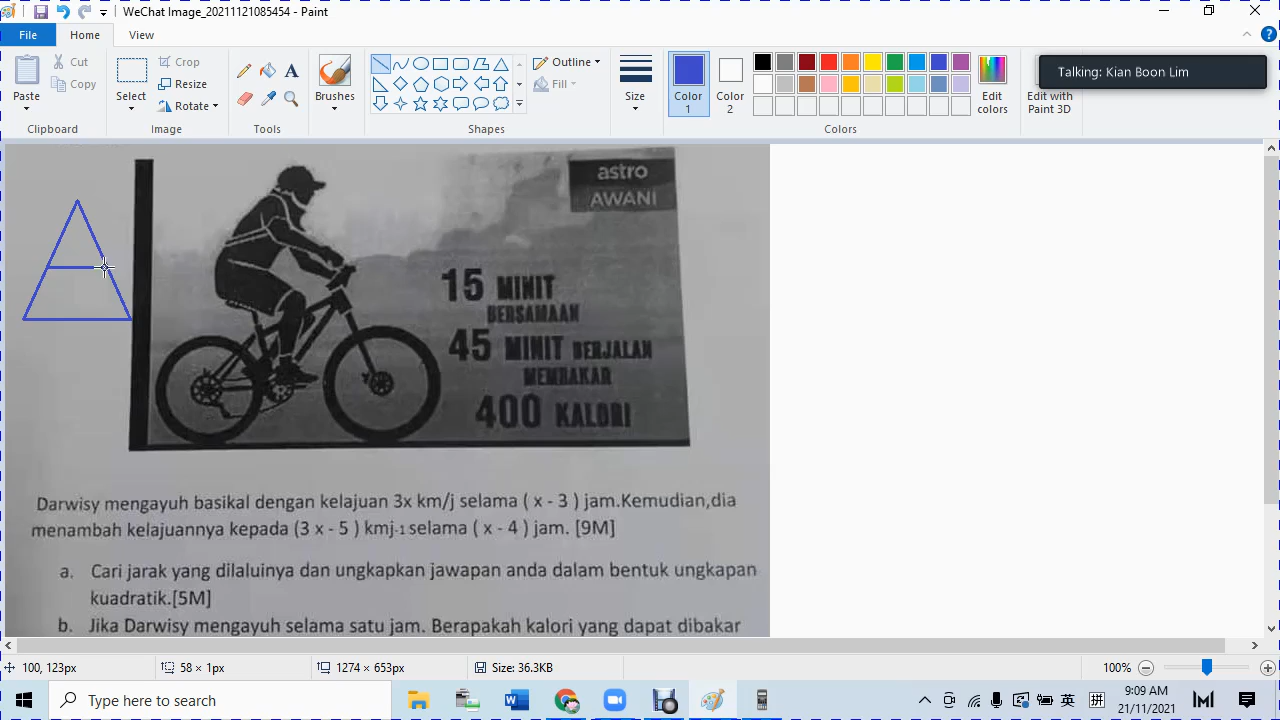 WeChat Image_20211121085454 - Paint
File
Home
View
Cut
Copy
Paste
Clipboard
Crop
Resize
Rotate
Select
Image
Tools
Brushes
Outline
Fill
Shapes
Size
Color 1
Color 2
Edit colors
Colors
Edit with Paint 3D
Talking: Kian Boon Lim
astro
AWANI
15 MINIT
BERSAMAAN
45 MINIT BERJALAN
MEMBAKAR
400 KALORI
Darwisy mengayuh basikal dengan kelajuan 3x km/j selama ( x - 3 ) jam.Kemudian,dia
menambah kelajuannya kepada (3 x - 5 ) kmj-1 selama ( x - 4 ) jam. [9M]
a. Cari jarak yang dilaluinya dan ungkapkan jawapan anda dalam bentuk ungkapan
kuadratik.[5M]
b. Jika Darwisy mengayuh selama satu jam. Berapakah kalori yang dapat dibakar
100, 123px
58 × 1px
1274 × 653px
Size: 36.3KB
100%
Type here to search
英
拼
9:09 AM
21/11/2021